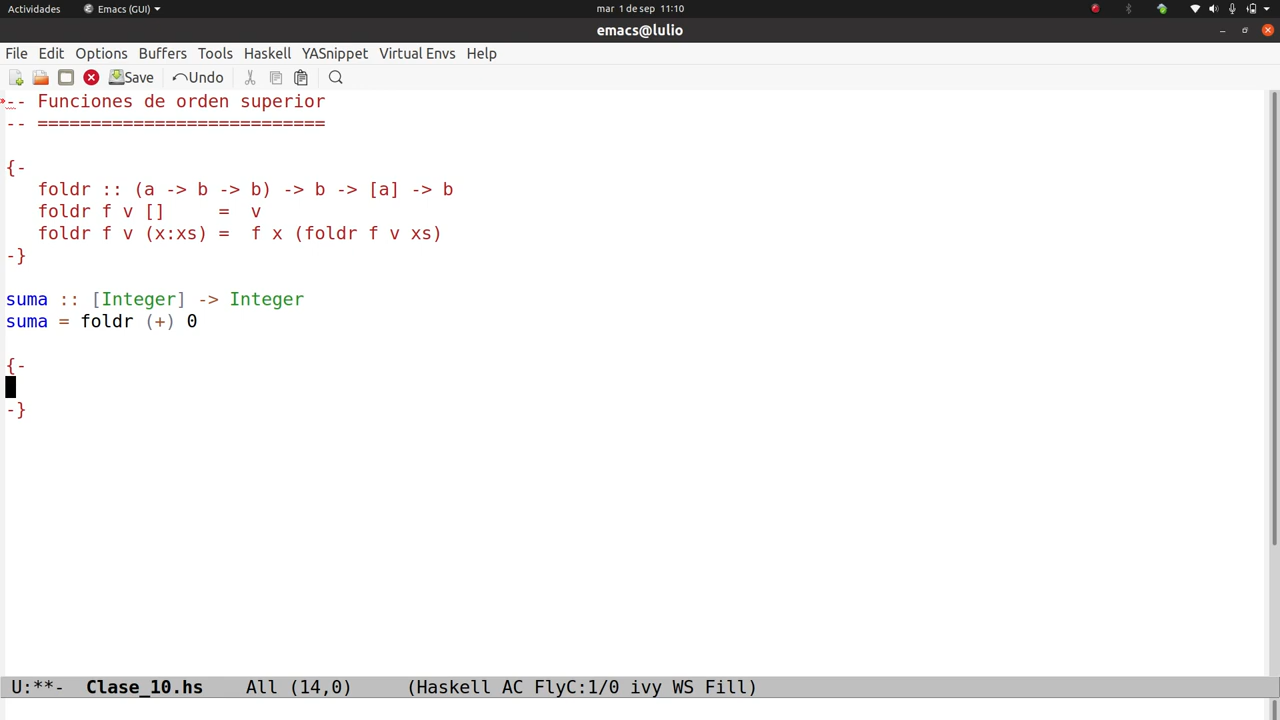 Actividades Emacs (GUI) mar 1 de sep 11:10
emacs@lulio
File Edit Options Buffers Tools Haskell YASnippet Virtual Envs Help
Save Undo
-- Funciones de orden superior
-- ===========================
{-
foldr :: (a -> b -> b) -> b -> [a] -> b
foldr f v []     =  v
foldr f v (x:xs) =  f x (foldr f v xs)
-}
suma :: [Integer] -> Integer
suma = foldr (+) 0
{-
-}
U:**-  Clase_10.hs    All (14,0)     (Haskell AC FlyC:1/0 ivy WS Fill)